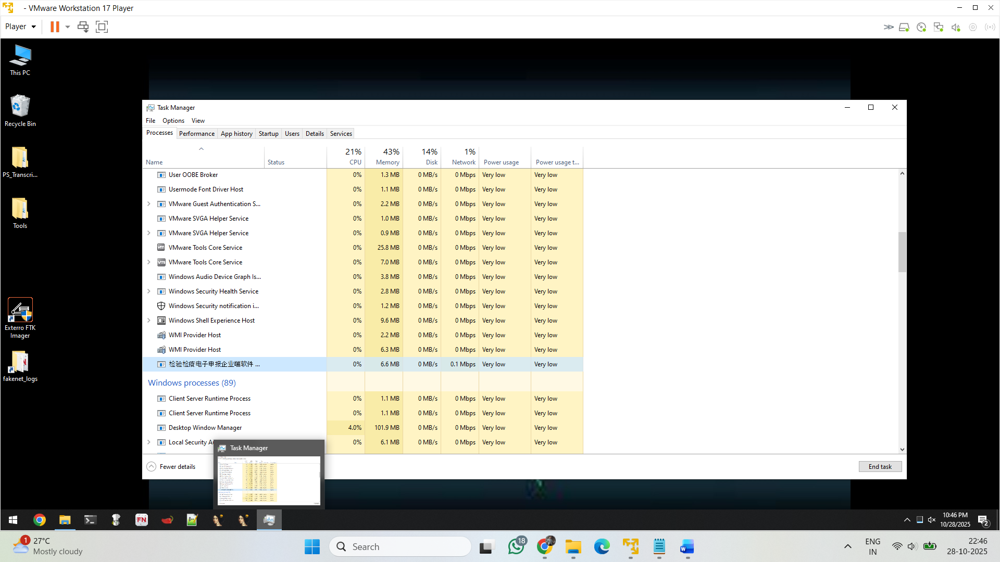 - VMware Workstation 17 Player
Player
This PC
Recycle Bin
PS_Transcri...
Tools
Exterro FTK
Imager
fakenet_logs
Task Manager
File Options View
Processes Performance App history Startup Users Details Services
21% 43% 14% 1%
Name Status CPU Memory Disk Network Power usage Power usage t...
User OOBE Broker 0% 1.3 MB 0 MB/s 0 Mbps Very low Very low
Usermode Font Driver Host 0% 1.1 MB 0 MB/s 0 Mbps Very low Very low
VMware Guest Authentication S... 0% 2.2 MB 0 MB/s 0 Mbps Very low Very low
VMware SVGA Helper Service 0% 1.0 MB 0 MB/s 0 Mbps Very low Very low
VMware SVGA Helper Service 0% 0.9 MB 0 MB/s 0 Mbps Very low Very low
VMware Tools Core Service 0% 25.8 MB 0 MB/s 0 Mbps Very low Very low
VMware Tools Core Service 0% 7.0 MB 0 MB/s 0 Mbps Very low Very low
Windows Audio Device Graph Is... 0% 3.8 MB 0 MB/s 0 Mbps Very low Very low
Windows Security Health Service 0% 2.8 MB 0 MB/s 0 Mbps Very low Very low
Windows Security notification i... 0% 1.2 MB 0 MB/s 0 Mbps Very low Very low
Windows Shell Experience Host 0% 9.6 MB 0 MB/s 0 Mbps Very low Very low
WMI Provider Host 0% 2.2 MB 0 MB/s 0 Mbps Very low Very low
WMI Provider Host 0% 6.3 MB 0 MB/s 0 Mbps Very low Very low
检验检疫电子申报企业端软件 ... 0% 6.6 MB 0 MB/s 0.1 Mbps Very low Very low
Windows processes (89)
Client Server Runtime Process 0% 1.1 MB 0 MB/s 0 Mbps Very low Very low
Client Server Runtime Process 0% 1.1 MB 0 MB/s 0 Mbps Very low Very low
Desktop Window Manager 4.0% 101.9 MB 0 MB/s 0 Mbps Very low Very low
Local Security 0% 6.1 MB 0 MB/s 0 Mbps Very low Very low
Task Manager
Fewer details
End task
FN
10:46 PM
10/28/2025
2
1
27°C
Mostly cloudy
Search
18
ENG
IN
22:46
28-10-2025